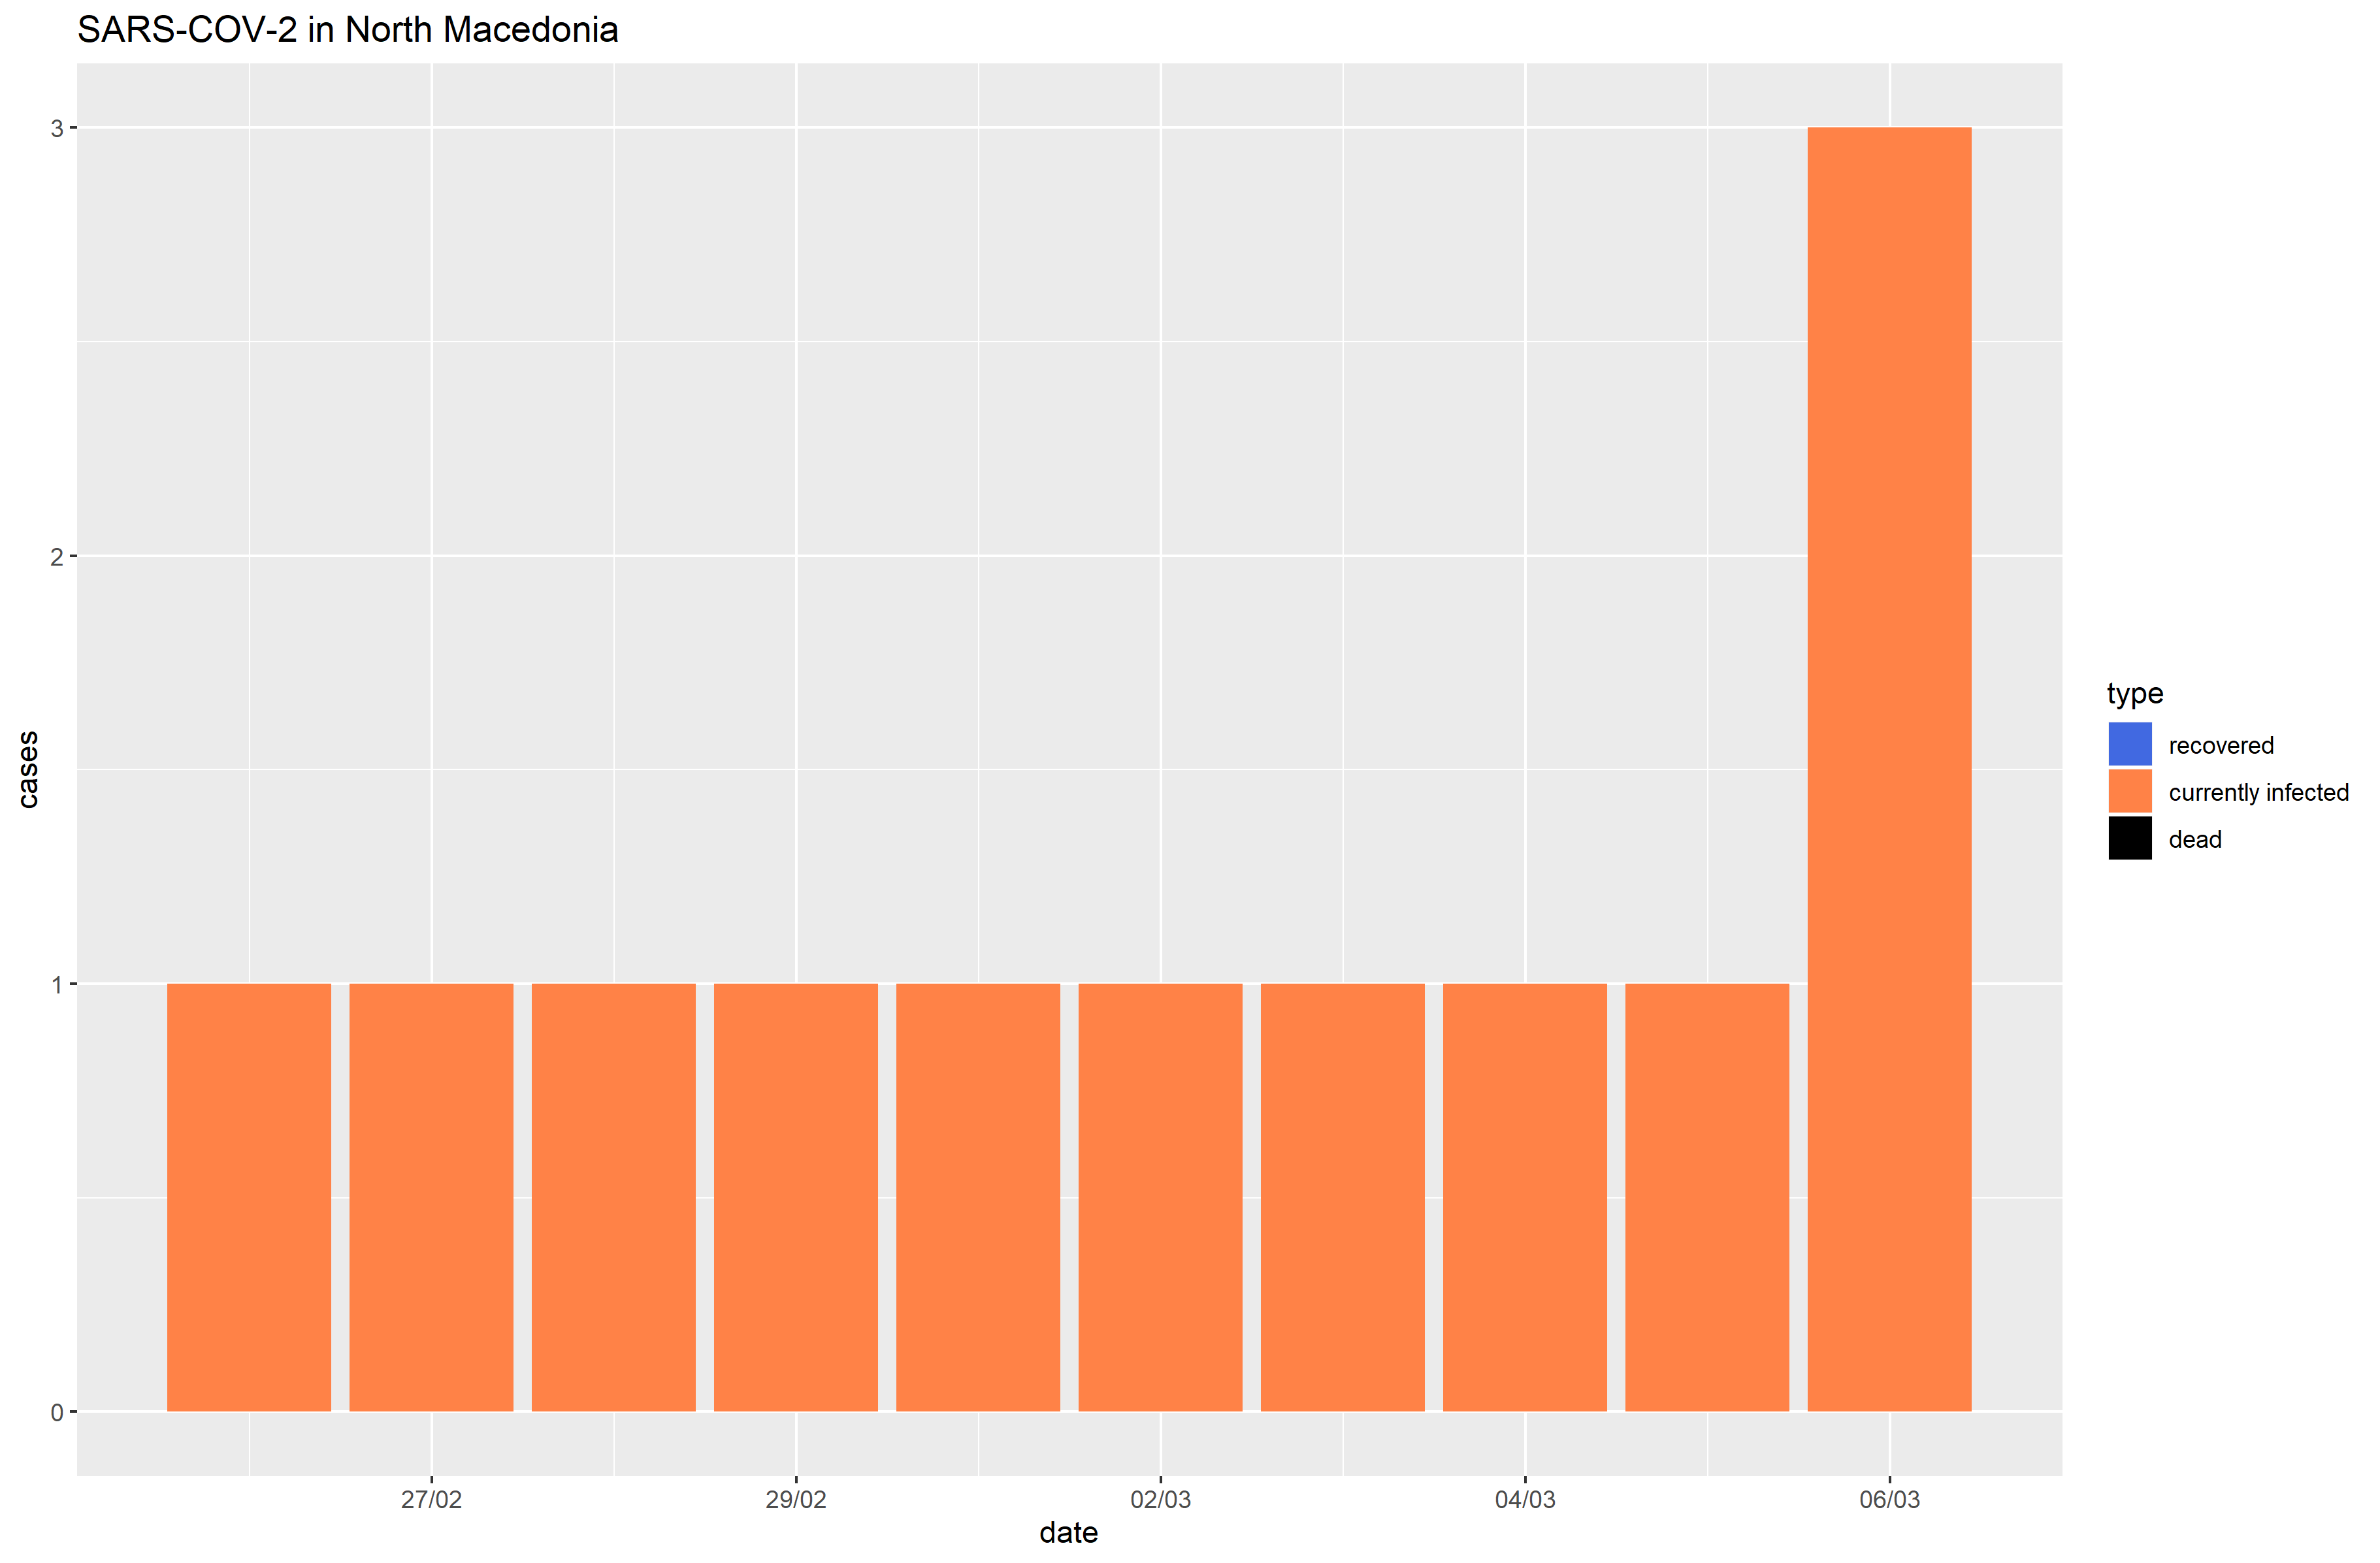 SARS-COV-2 in North Macedonia
3
2
1
0
cases
27/02
29/02
02/03
04/03
06/03
date
type
recovered
currently infected
dead